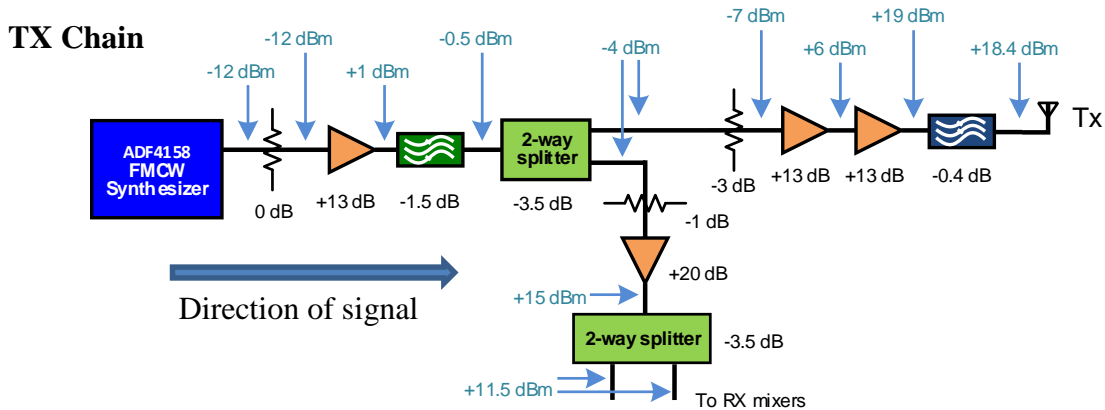 TX Chain
-12 dBm
-12 dBm
+1 dBm
-0.5 dBm
-4 dBm
-7 dBm
+6 dBm
+19 dBm
+18.4 dBm
Tx
ADF4158
FMCW
Synthesizer
0 dB
+13 dB
-1.5 dB
2-way
splitter
-3.5 dB
-3 dB
+13 dB
+13 dB
-0.4 dB
-1 dB
+20 dB
Direction of signal
+15 dBm
2-way splitter
-3.5 dB
+11.5 dBm
To RX mixers